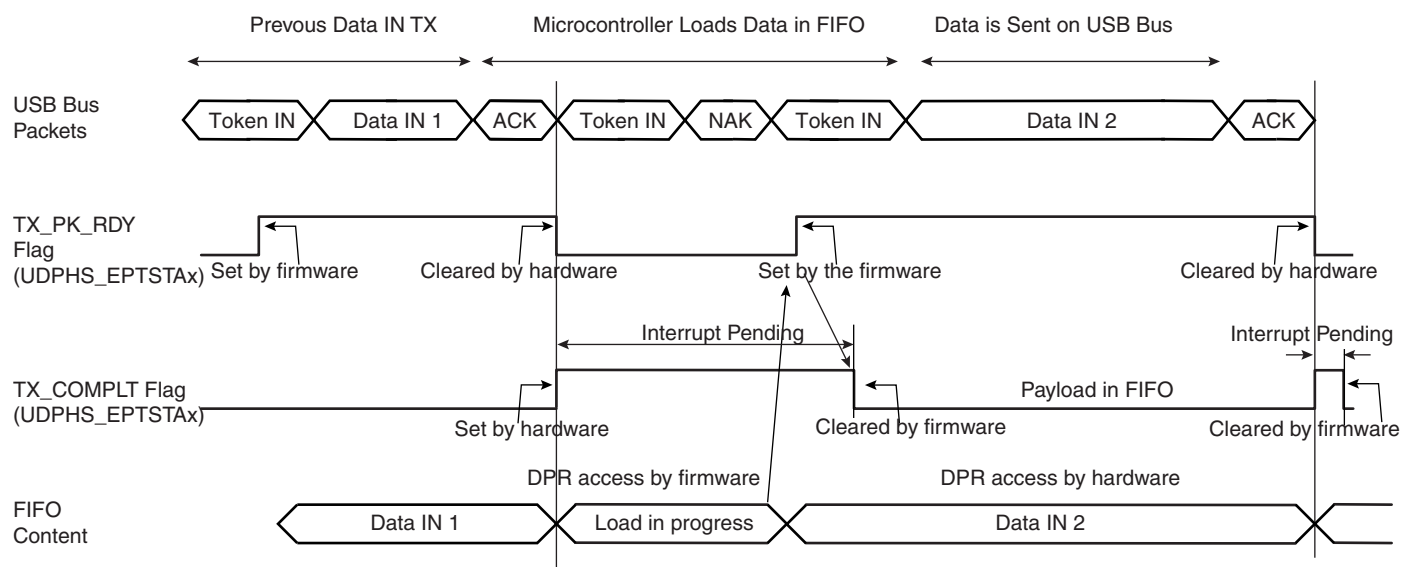 Prevous Data IN TX
Microcontroller Loads Data in FIFO
Data is Sent on USB Bus
USB Bus
Packets
Token IN
Data IN 1
ACK
Token IN
NAK
Token IN
Data IN 2
ACK
TX_PK_RDY
Flag
(UDPHS_EPTSTAx)
Set by firmware
Cleared by hardware
Set by the firmware
Cleared by hardware
Interrupt Pending
Interrupt Pending
TX_COMPLT Flag
(UDPHS_EPTSTAx)
Payload in FIFO
Set by hardware
Cleared by firmware
Cleared by firmware
DPR access by firmware
DPR access by hardware
FIFO
Content
Data IN 1
Load in progress
Data IN 2